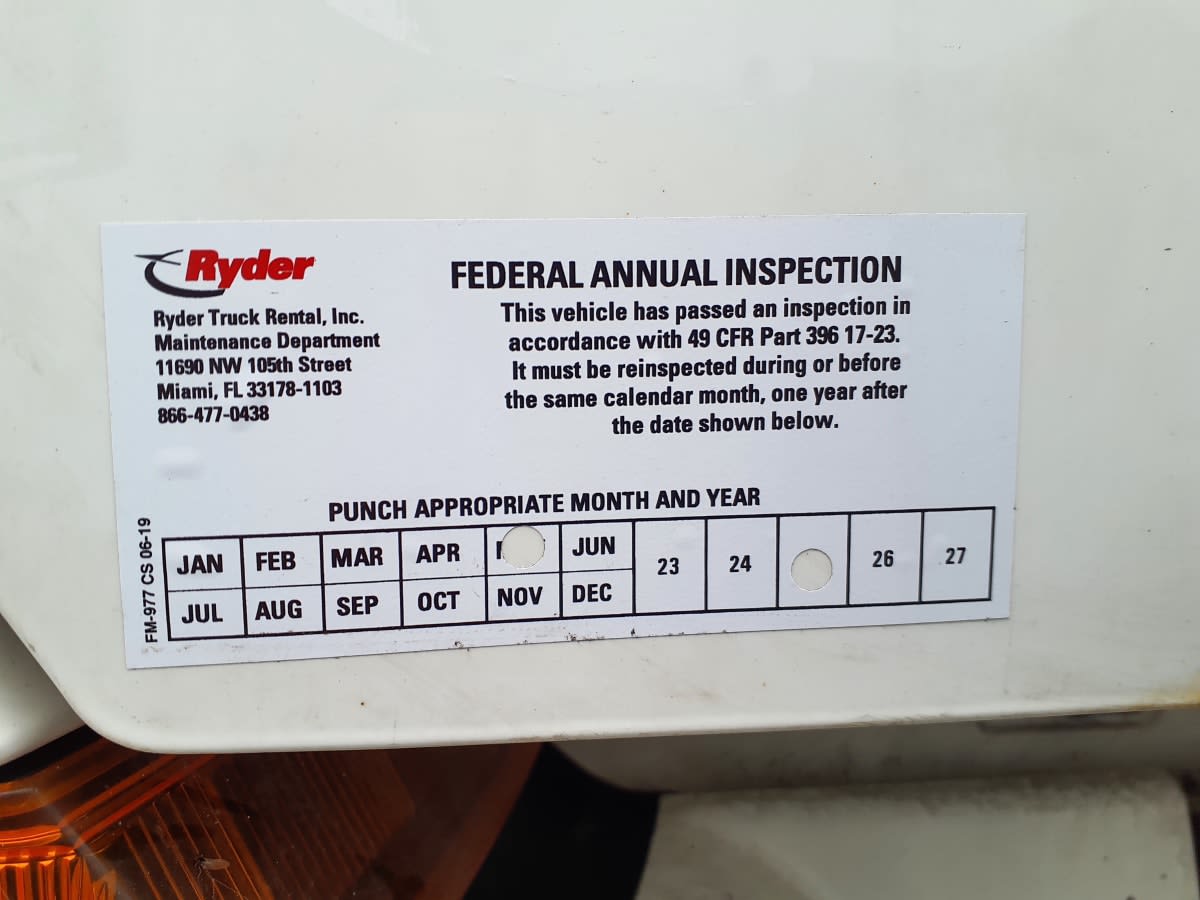 Ryder
Ryder Truck Rental, Inc.
Maintenance Department
11690 NW 105th Street
Miami, FL 33178-1103
866-477-0438
FEDERAL ANNUAL INSPECTION
This vehicle has passed an inspection in
accordance with 49 CFR Part 396 17-23.
It must be reinspected during or before
the same calendar month, one year after
the date shown below.
PUNCH APPROPRIATE MONTH AND YEAR
JAN FEB MAR APR JUN 23 24 26 27
JUL AUG SEP OCT NOV DEC
FM-977 CS 06-19